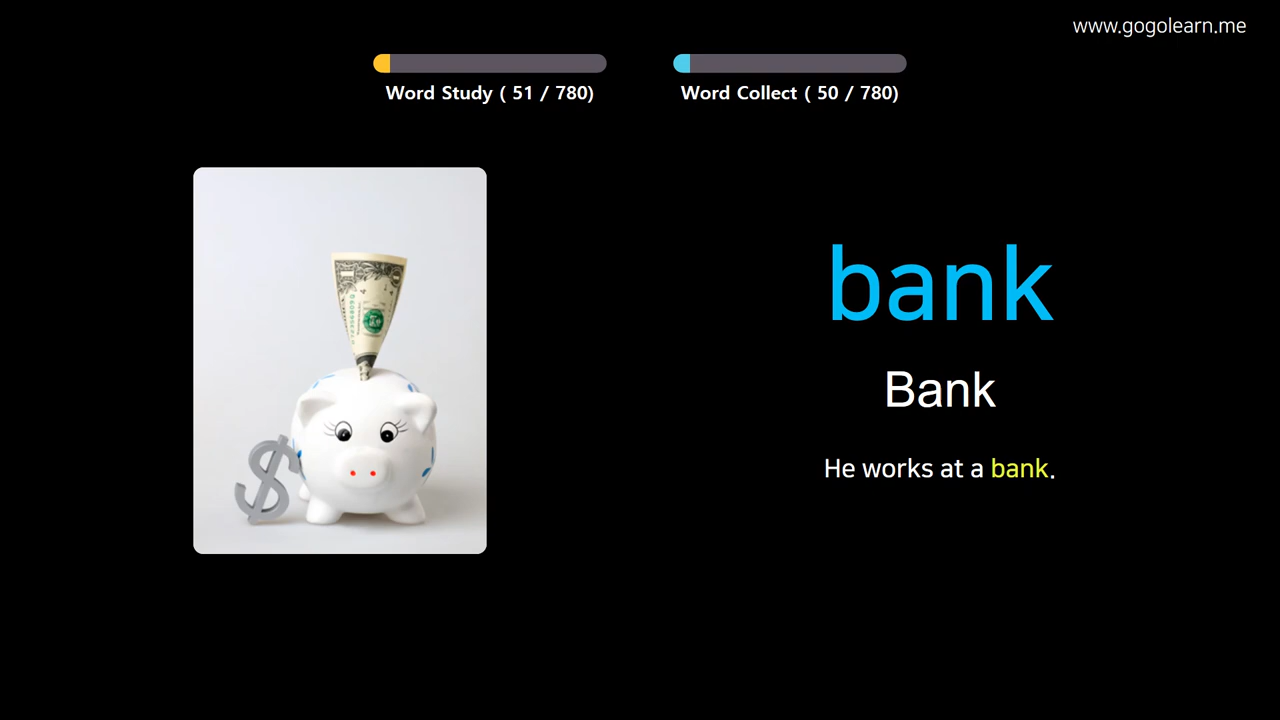 www.gogolearn.me
Word Study ( 51 / 780)
Word Collect ( 50 / 780)
bank
Bank
He works at a bank.
$